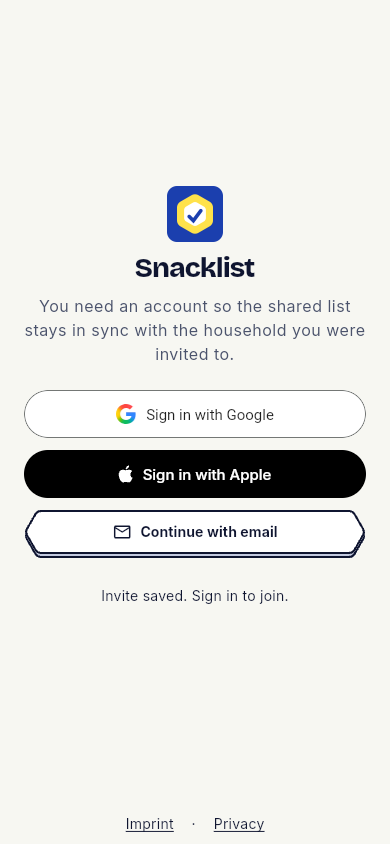 Snacklist
You need an account so the shared list
stays in sync with the household you were
invited to.
Sign in with Google
Sign in with Apple
Continue with email
Invite saved. Sign in to join.
Imprint · Privacy